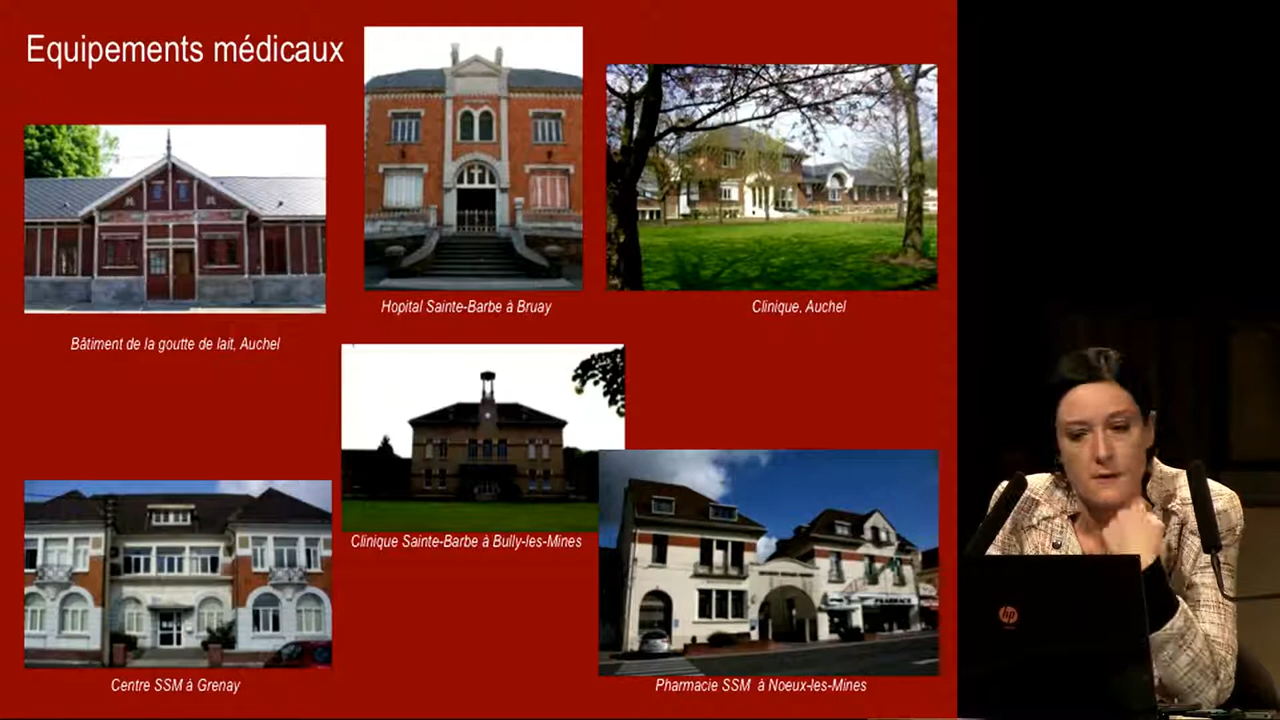 Equipements médicaux
Hopital Sainte-Barbe à Bruay
Clinique, Auchel
Bâtiment de la goutte de lait, Auchel
Clinique Sainte-Barbe à Bully-les-Mines
Centre SSM à Grenay
Pharmacie SSM à Noeux-les-Mines
hp